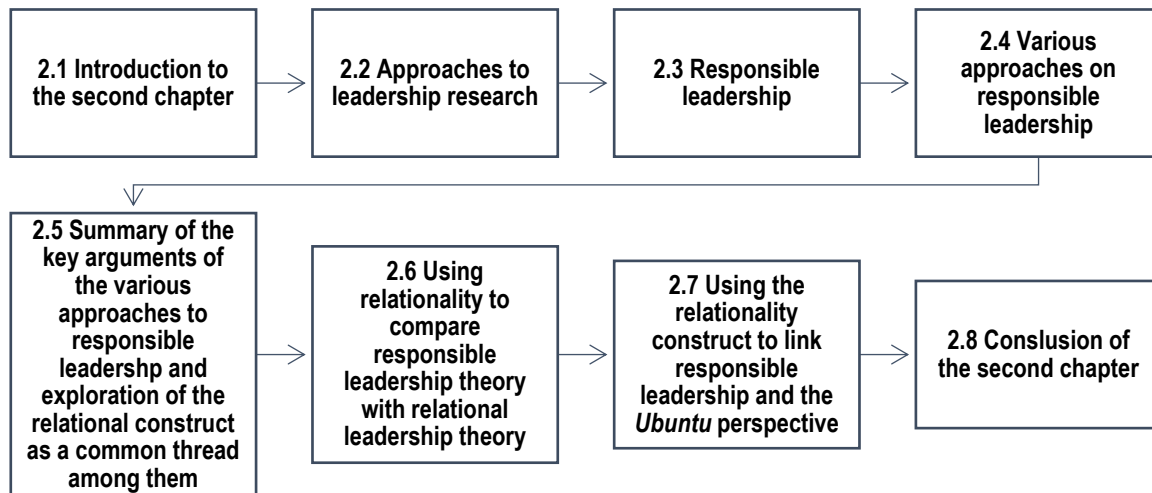 2.1 Introduction to
the second chapter
2.2 Approaches to
leadership research
2.3 Responsible
leadership
2.4 Various
approaches on
responsible
leadership
2.5 Summary of the
key arguments of
the various
approaches to
responsible
leadershp and
exploration of the
relational construct
as a common thread
among them
2.6 Using
relationality to
compare
responsible
leadership theory
with relational
leadership theory
2.7 Using the
relationality
construct to link
responsible
leadership and the
Ubuntu perspective
2.8 Conslusion of
the second chapter